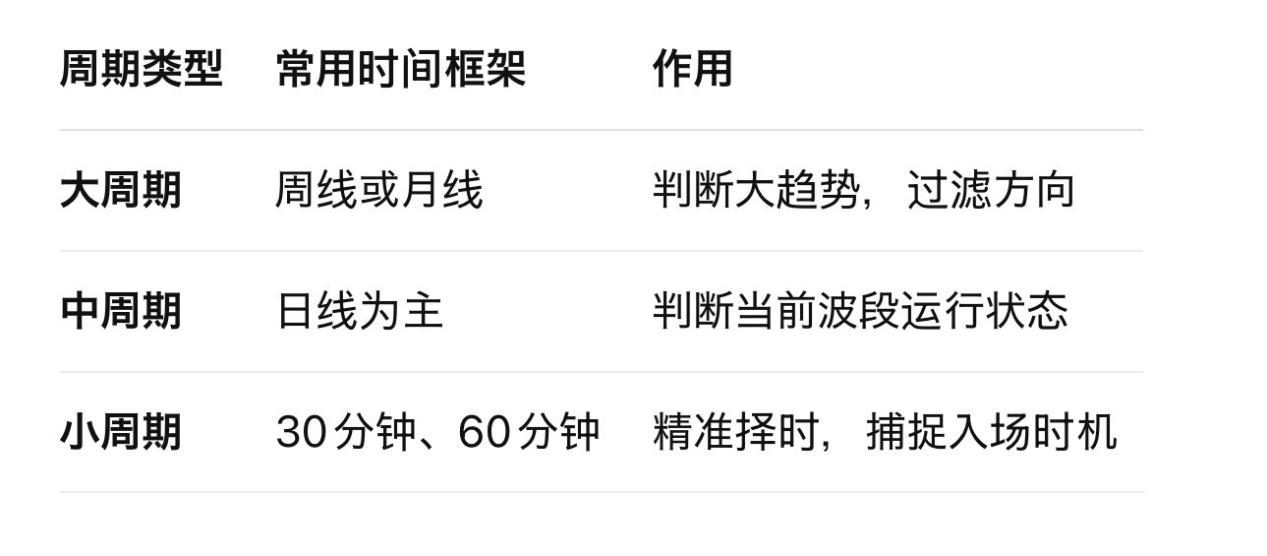 周期类型 常用时间框架 作用
大周期 周线或月线 判断大趋势，过滤方向
中周期 日线为主 判断当前波段运行状态
小周期 30分钟、60分钟 精准择时，捕捉入场时机